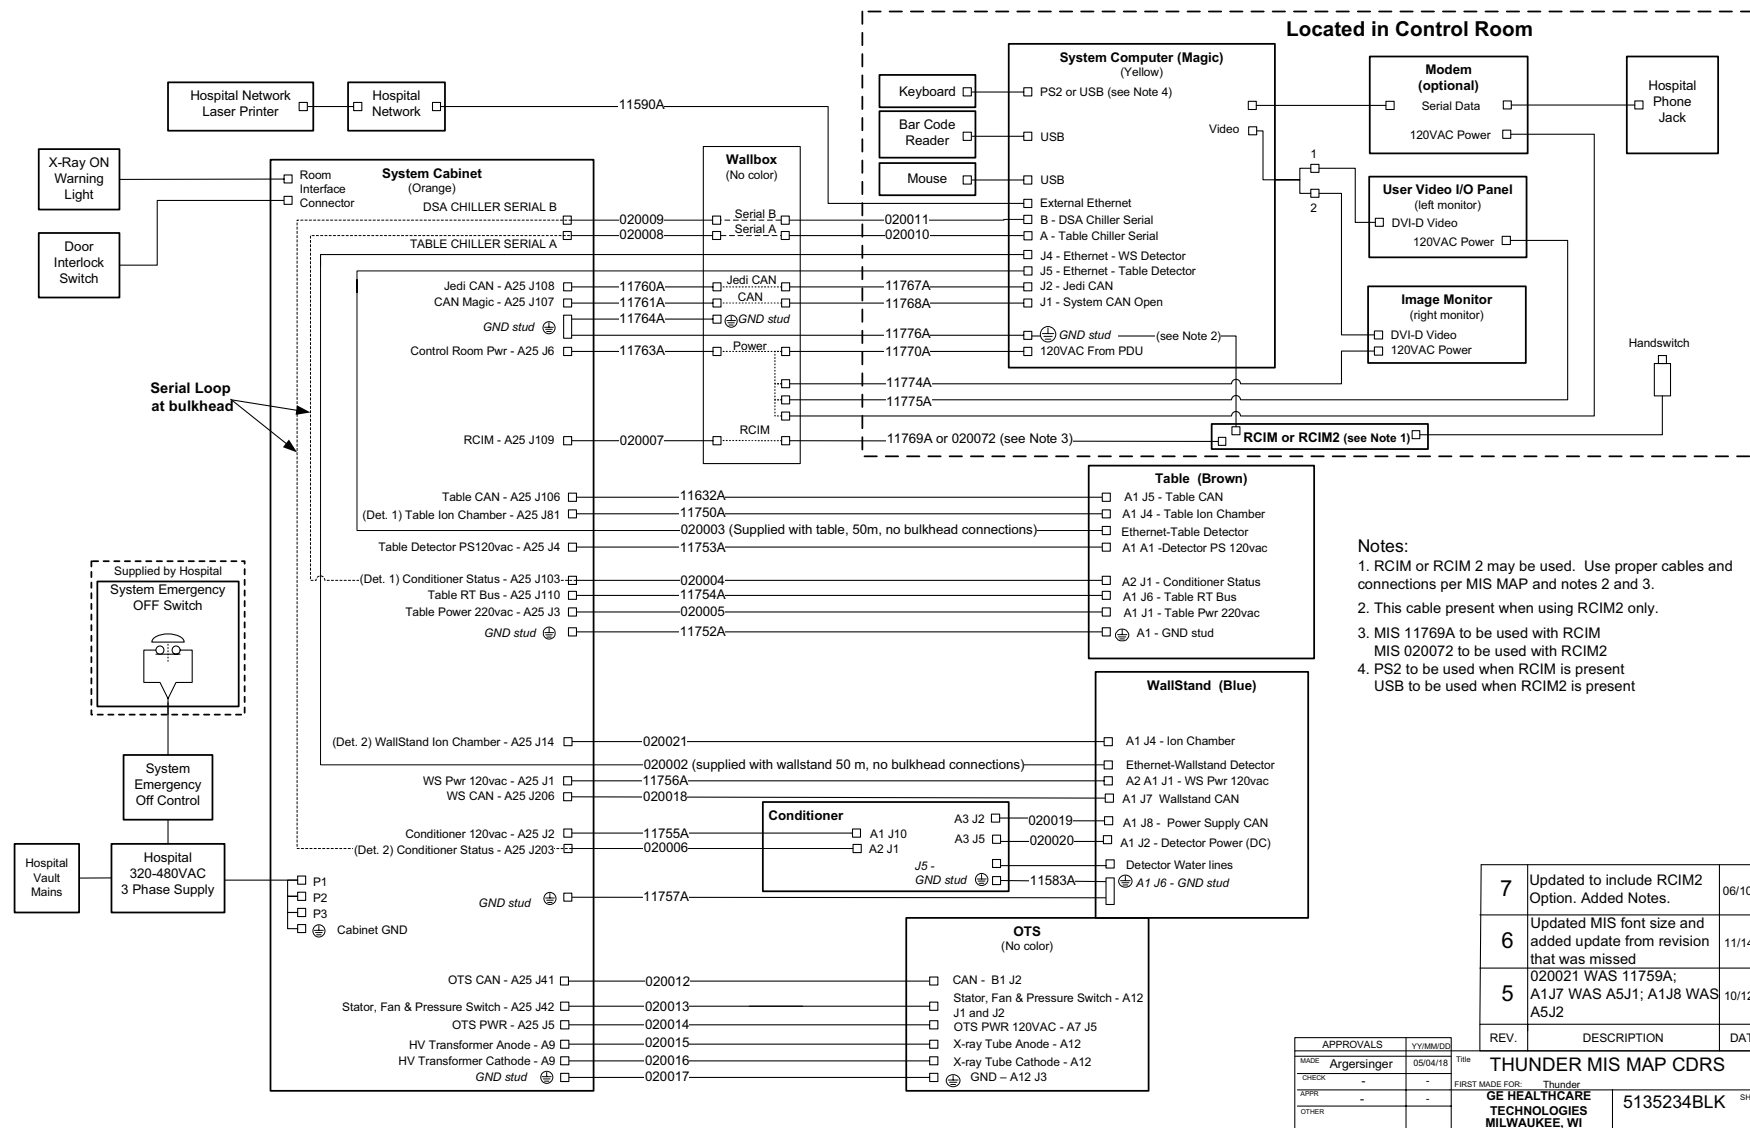 Located in Control Room
System Computer (Magic)
(Yellow)
Keyboard
PS2 or USB (see Note 4)
Bar Code
Reader
USB
Mouse
USB
Video
External Ethernet
B - DSA Chiller Serial
A - Table Chiller Serial
J4 - Ethernet - WS Detector
J5 - Ethernet - Table Detector
J2 - Jedi CAN
J1 - System CAN Open
GND stud
(see Note 2)
120VAC From PDU
Modem
(optional)
Serial Data
120VAC Power
Hospital
Phone
Jack
1
2
User Video I/O Panel
(left monitor)
DVI-D Video
120VAC Power
Image Monitor
(right monitor)
DVI-D Video
120VAC Power
Handswitch
RCIM or RCIM2 (see Note 1)
Hospital Network
Laser Printer
Hospital
Network
11590A
X-Ray ON
Warning
Light
Door
Interlock
Switch
System Cabinet
(Orange)
Room
Interface
Connector
DSA CHILLER SERIAL B
TABLE CHILLER SERIAL A
Jedi CAN - A25 J108
CAN Magic - A25 J107
GND stud
Control Room Pwr - A25 J6
RCIM - A25 J109
020009
020008
11760A
11761A
11764A
11763A
020007
Wallbox
(No color)
Serial B
Serial A
Jedi CAN
CAN
GND stud
Power
RCIM
020011
020010
11767A
11768A
11776A
11770A
11774A
11775A
11769A or 020072 (see Note 3)
Serial Loop
at bulkhead
Table CAN - A25 J106
(Det. 1) Table Ion Chamber - A25 J81
Table Detector PS120vac - A25 J4
(Det. 1) Conditioner Status - A25 J103
Table RT Bus - A25 J110
Table Power 220vac - A25 J3
GND stud
11632A
11750A
020003 (Supplied with table, 50m, no bulkhead connections)
11753A
020004
11754A
020005
11752A
Table (Brown)
A1 J5 - Table CAN
A1 J4 - Table Ion Chamber
Ethernet-Table Detector
A1 A1 -Detector PS 120vac
A2 J1 - Conditioner Status
A1 J6 - Table RT Bus
A1 J1 - Table Pwr 220vac
A1 - GND stud
Notes:
1. RCIM or RCIM 2 may be used. Use proper cables and
connections per MIS MAP and notes 2 and 3.
2. This cable present when using RCIM2 only.
3. MIS 11769A to be used with RCIM
MIS 020072 to be used with RCIM2
4. PS2 to be used when RCIM is present
USB to be used when RCIM2 is present
Supplied by Hospital
System Emergency
OFF Switch
System
Emergency
Off Control
Hospital
Vault
Mains
Hospital
320-480VAC
3 Phase Supply
P1
P2
P3
Cabinet GND
(Det. 2) WallStand Ion Chamber - A25 J14
WS Pwr 120vac - A25 J1
WS CAN - A25 J206
Conditioner 120vac - A25 J2
(Det. 2) Conditioner Status - A25 J203
GND stud
020021
020002 (supplied with wallstand 50 m, no bulkhead connections)
11756A
020018
11755A
020006
11757A
Conditioner
A1 J10
A2 J1
A3 J2
A3 J5
J5 -
GND stud
020019
020020
11583A
WallStand (Blue)
A1 J4 - Ion Chamber
Ethernet-Wallstand Detector
A2 A1 J1 - WS Pwr 120vac
A1 J7 Wallstand CAN
A1 J8 - Power Supply CAN
A1 J2 - Detector Power (DC)
Detector Water lines
A1 J6 - GND stud
OTS CAN - A25 J41
Stator, Fan & Pressure Switch - A25 J42
OTS PWR - A25 J5
HV Transformer Anode - A9
HV Transformer Cathode - A9
GND stud
020012
020013
020014
020015
020016
020017
OTS
(No color)
CAN - B1 J2
Stator, Fan & Pressure Switch - A12
J1 and J2
OTS PWR 120VAC - A7 J5
X-ray Tube Anode - A12
X-ray Tube Cathode - A12
GND – A12 J3
7
Updated to include RCIM2
Option. Added Notes.
06/10
6
Updated MIS font size and
added update from revision
that was missed
11/14
5
020021 WAS 11759A;
A1J7 WAS A5J1; A1J8 WAS
A5J2
10/12
REV. DESCRIPTION DAT
APPROVALS YY/MM/DD
MADE Argersinger 05/04/18
CHECK - -
APPR - -
OTHER
Title THUNDER MIS MAP CDRS
FIRST MADE FOR: Thunder
GE HEALTHCARE
TECHNOLOGIES
MILWAUKEE, WI
5135234BLK SH